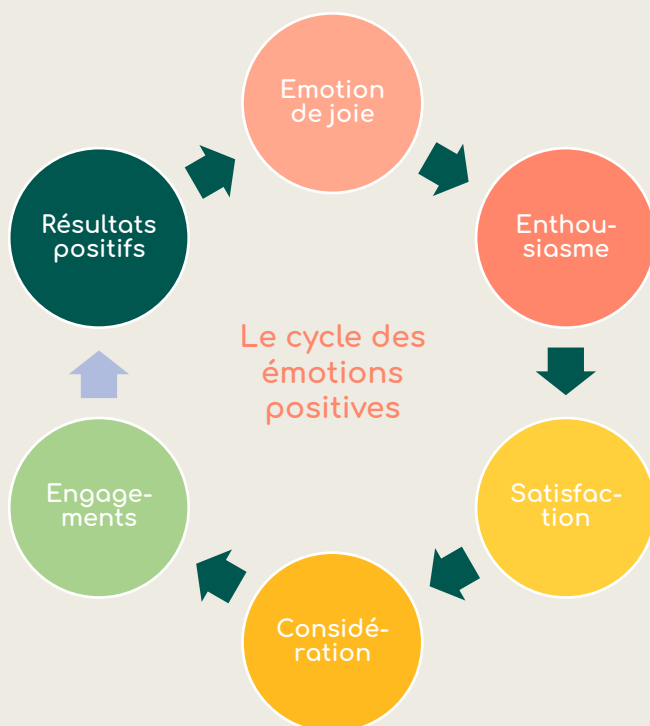 Emotion
de joie
Enthou-
siasme
Satisfac-
tion
Considé-
ration
Engage-
ments
Résultats
positifs
Le cycle des
émotions
positives